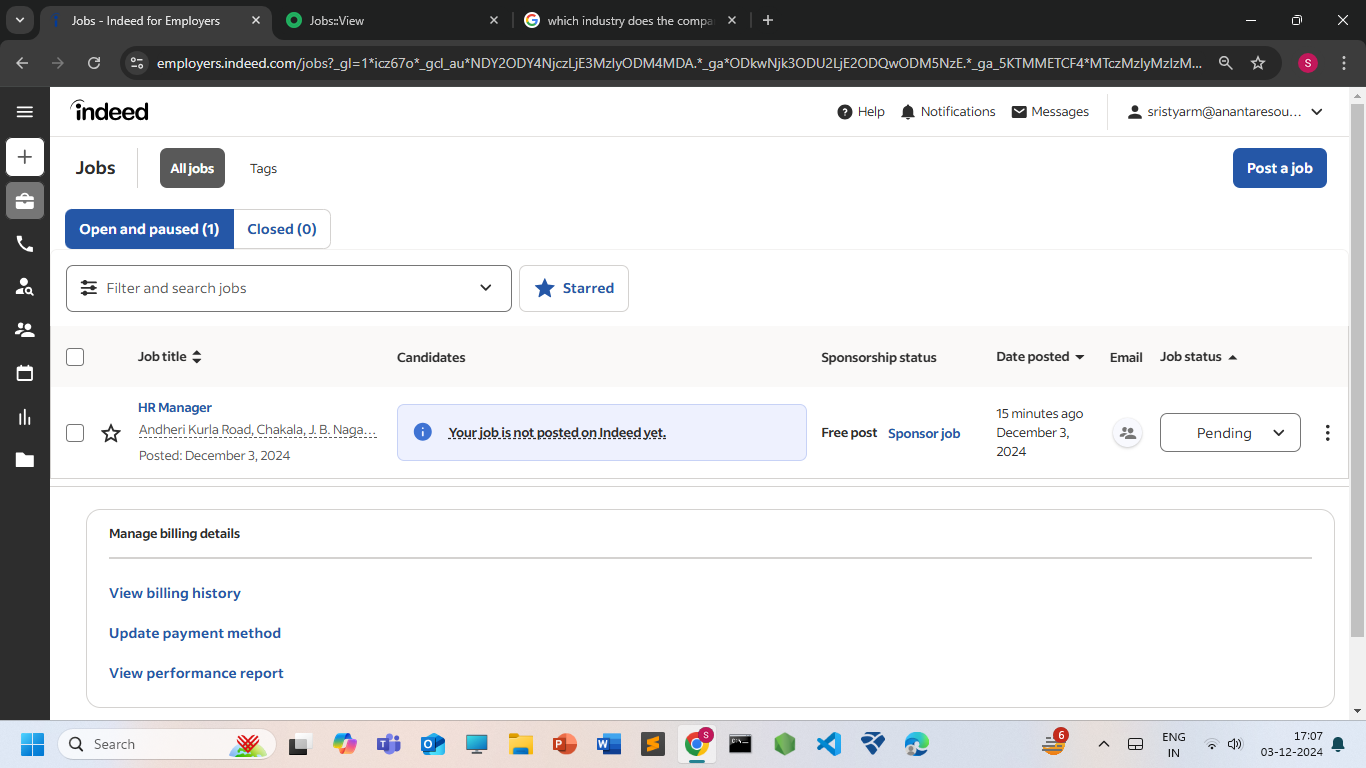 Jobs - Indeed for Employers
Jobs::View
which industry does the compa
employers.indeed.com/jobs?_gl=1*icz67o*_gcl_au*NDY2ODY4NjczLjE3MzIyODM4MDA.*_ga*ODkwNjk3ODU2LjE2ODQwODM5NzE.*_ga_5KTMMETCF4*MTczMzIyMzIzM...
S
indeed
Help
Notifications
Messages
sristyarm@anantaresou...
Jobs
All jobs
Tags
Post a job
Open and paused (1)
Closed (0)
Filter and search jobs
Starred
Job title
Candidates
Sponsorship status
Date posted
Email
Job status
HR Manager
Andheri Kurla Road, Chakala, J. B. Naga...
Posted: December 3, 2024
Your job is not posted on Indeed yet.
Free post
Sponsor job
15 minutes ago
December 3,
2024
Pending
Manage billing details
View billing history
Update payment method
View performance report
Search
S
6
ENG
IN
17:07
03-12-2024